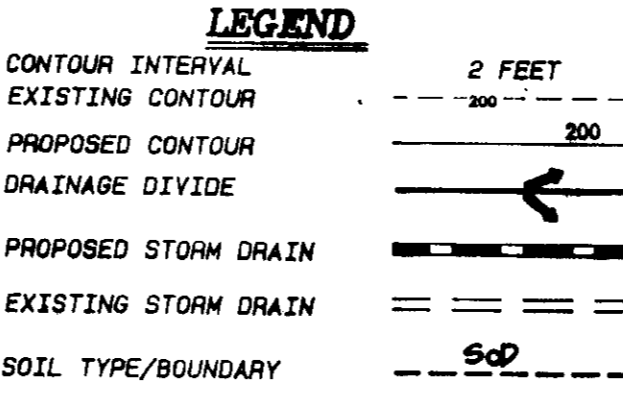 LEGEND
CONTOUR INTERVAL 2 FEET
EXISTING CONTOUR 200
PROPOSED CONTOUR 200
DRAINAGE DIVIDE
PROPOSED STORM DRAIN
EXISTING STORM DRAIN
SOIL TYPE/BOUNDARY ScD